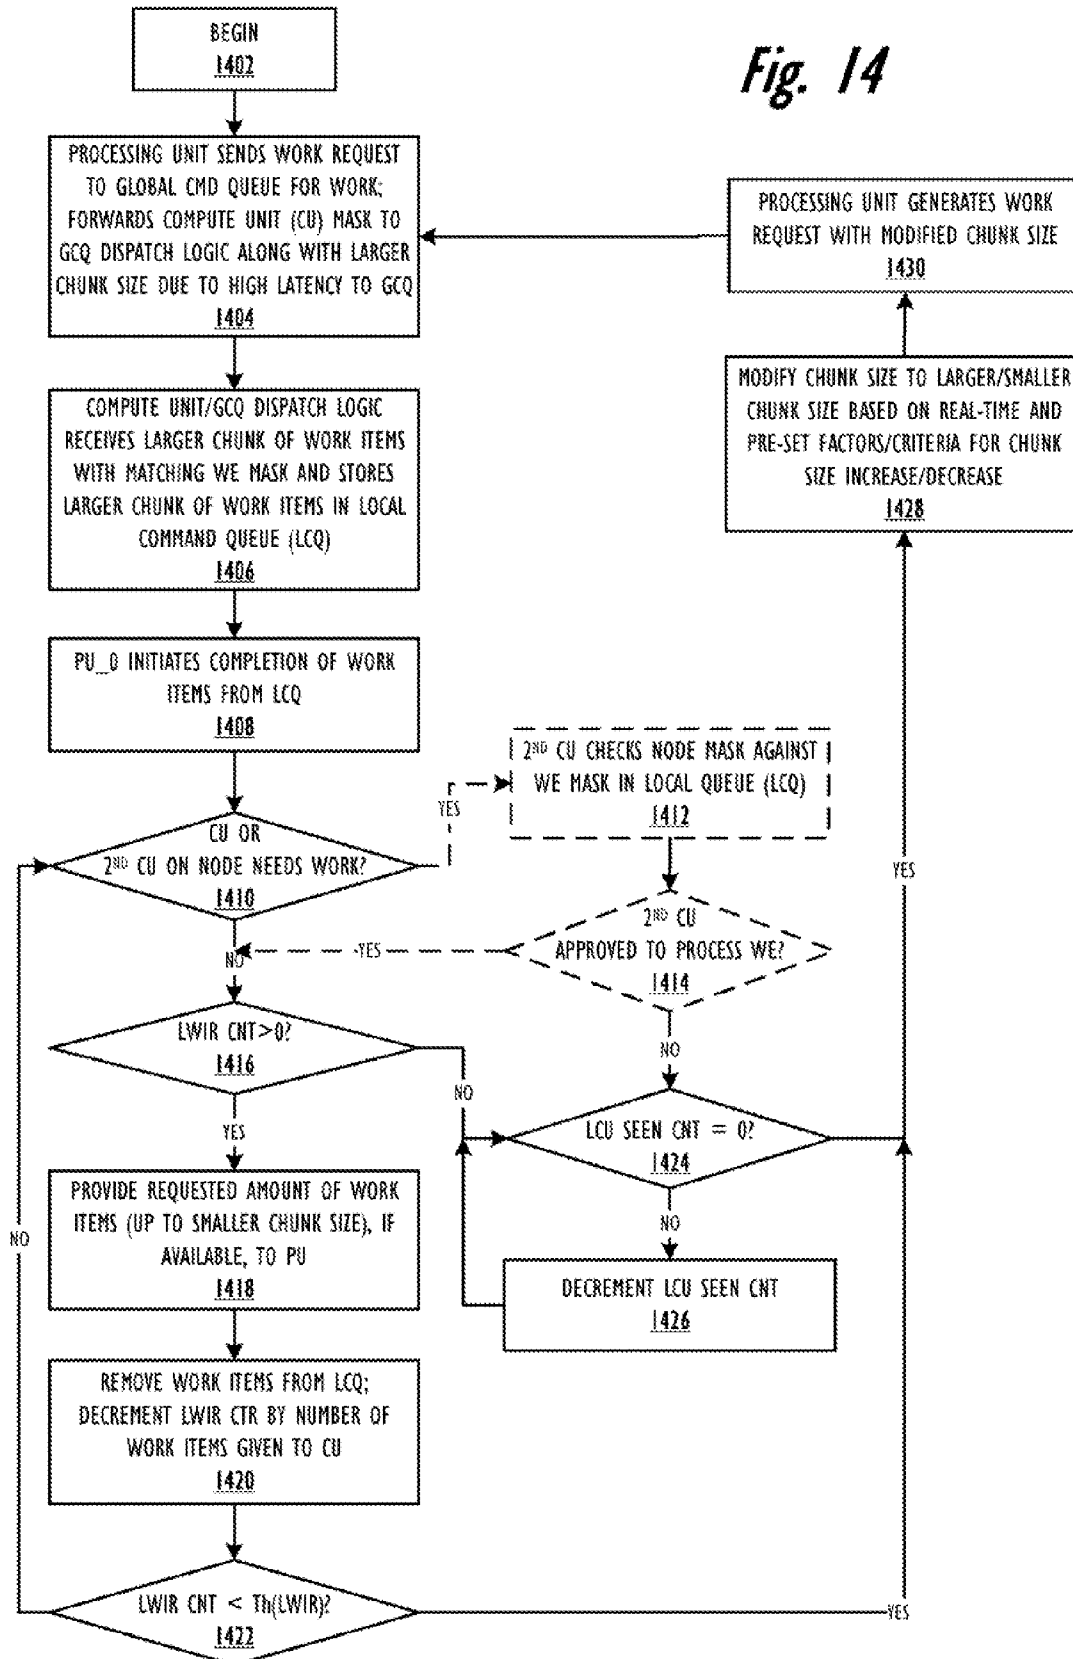 Fig. 14
BEGIN
1402
PROCESSING UNIT SENDS WORK REQUEST
TO GLOBAL CMD QUEUE FOR WORK;
FORWARDS COMPUTE UNIT (CU) MASK TO
GCQ DISPATCH LOGIC ALONG WITH LARGER
CHUNK SIZE DUE TO HIGH LATENCY TO GCQ
1404
COMPUTE UNIT/GCQ DISPATCH LOGIC
RECEIVES LARGER CHUNK OF WORK ITEMS
WITH MATCHING WE MASK AND STORES
LARGER CHUNK OF WORK ITEMS IN LOCAL
COMMAND QUEUE (LCQ)
1406
PU_0 INITIATES COMPLETION OF WORK
ITEMS FROM LCQ
1408
CU OR
2ND CU ON NODE NEEDS WORK?
1410
YES
NO
2ND CU CHECKS NODE MASK AGAINST
WE MASK IN LOCAL QUEUE (LCQ)
1412
2ND CU
APPROVED TO PROCESS WE?
1414
YES
NO
LWIR CNT>0?
1416
NO
YES
PROVIDE REQUESTED AMOUNT OF WORK
ITEMS (UP TO SMALLER CHUNK SIZE), IF
AVAILABLE, TO PU
1418
REMOVE WORK ITEMS FROM LCQ;
DECREMENT LWIR CTR BY NUMBER OF
WORK ITEMS GIVEN TO CU
1420
LWIR CNT < Th(LWIR)?
1422
NO
YES
LCU SEEN CNT = 0?
1424
NO
YES
DECREMENT LCU SEEN CNT
1426
MODIFY CHUNK SIZE TO LARGER/SMALLER
CHUNK SIZE BASED ON REAL-TIME AND
PRE-SET FACTORS/CRITERIA FOR CHUNK
SIZE INCREASE/DECREASE
1428
PROCESSING UNIT GENERATES WORK
REQUEST WITH MODIFIED CHUNK SIZE
1430